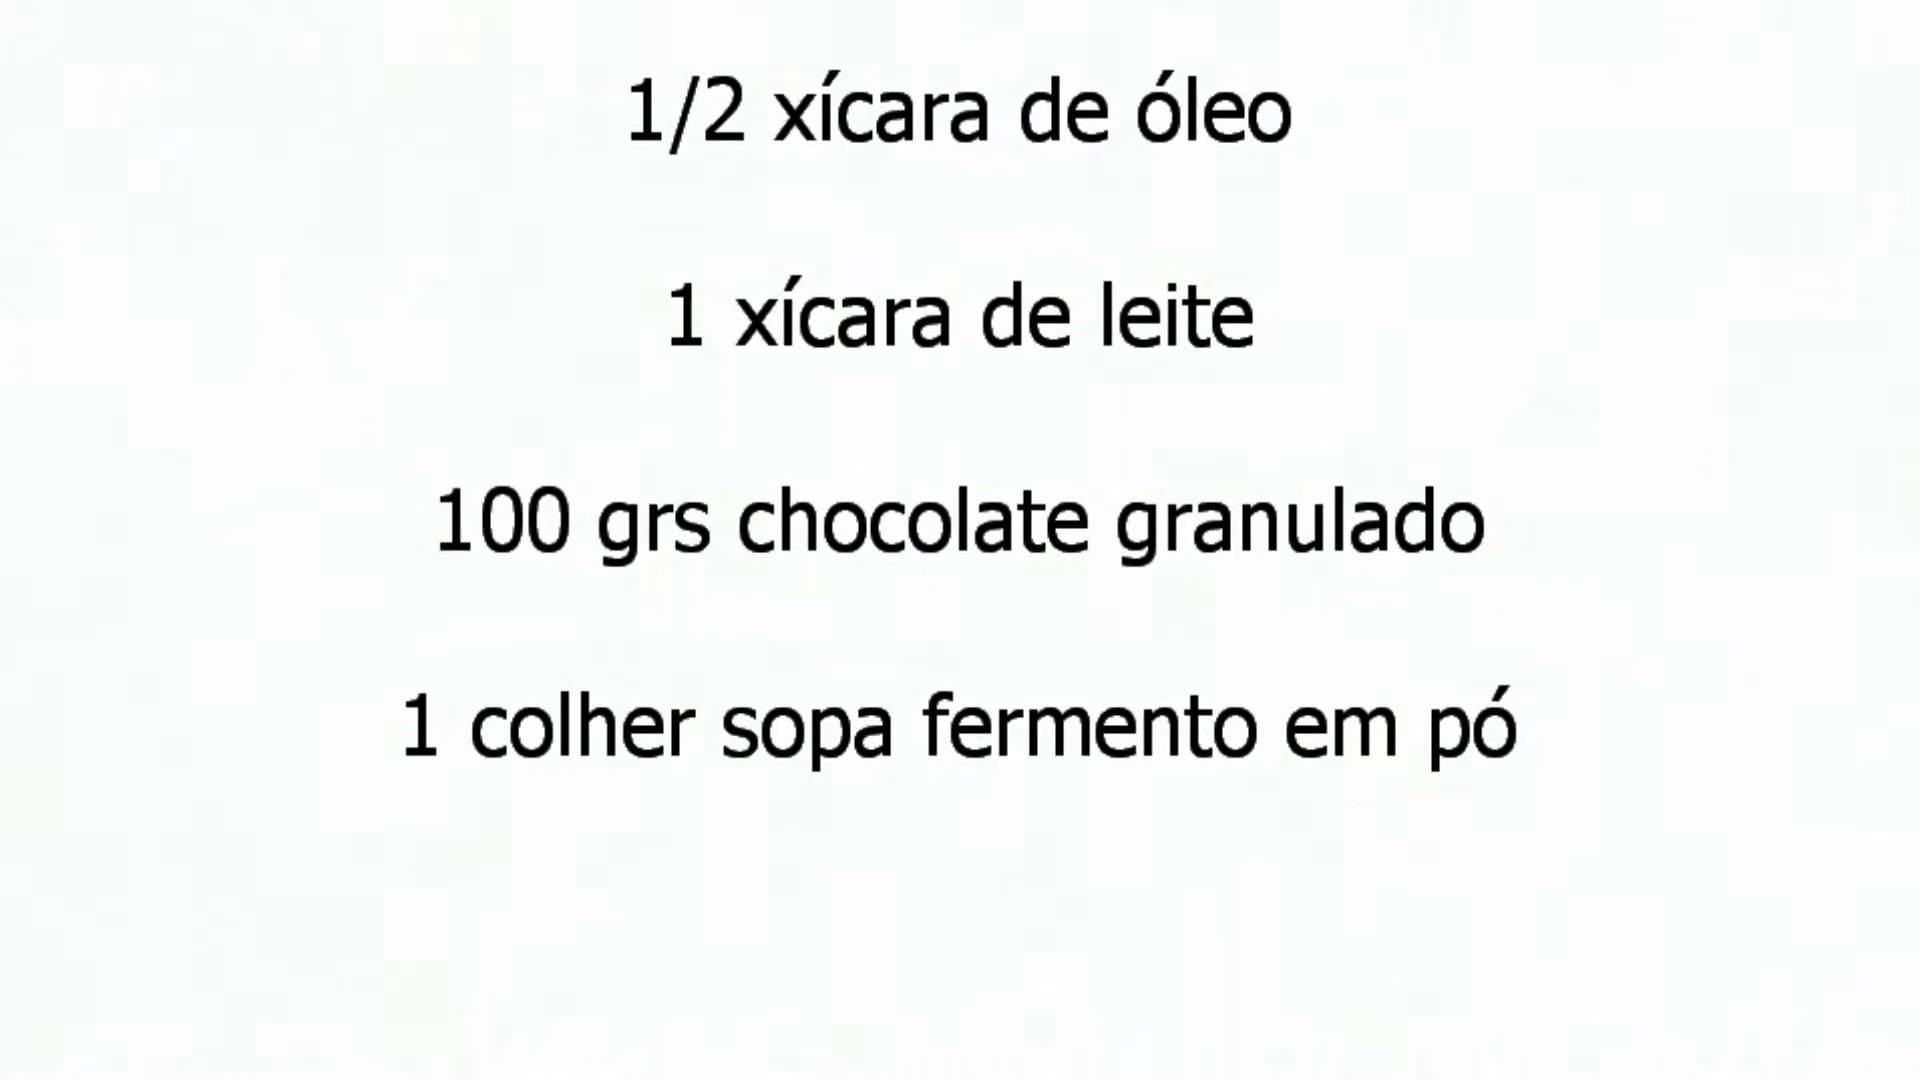 1/2 xícara de óleo
1 xícara de leite
100 grs chocolate granulado
1 colher sopa fermento em pó